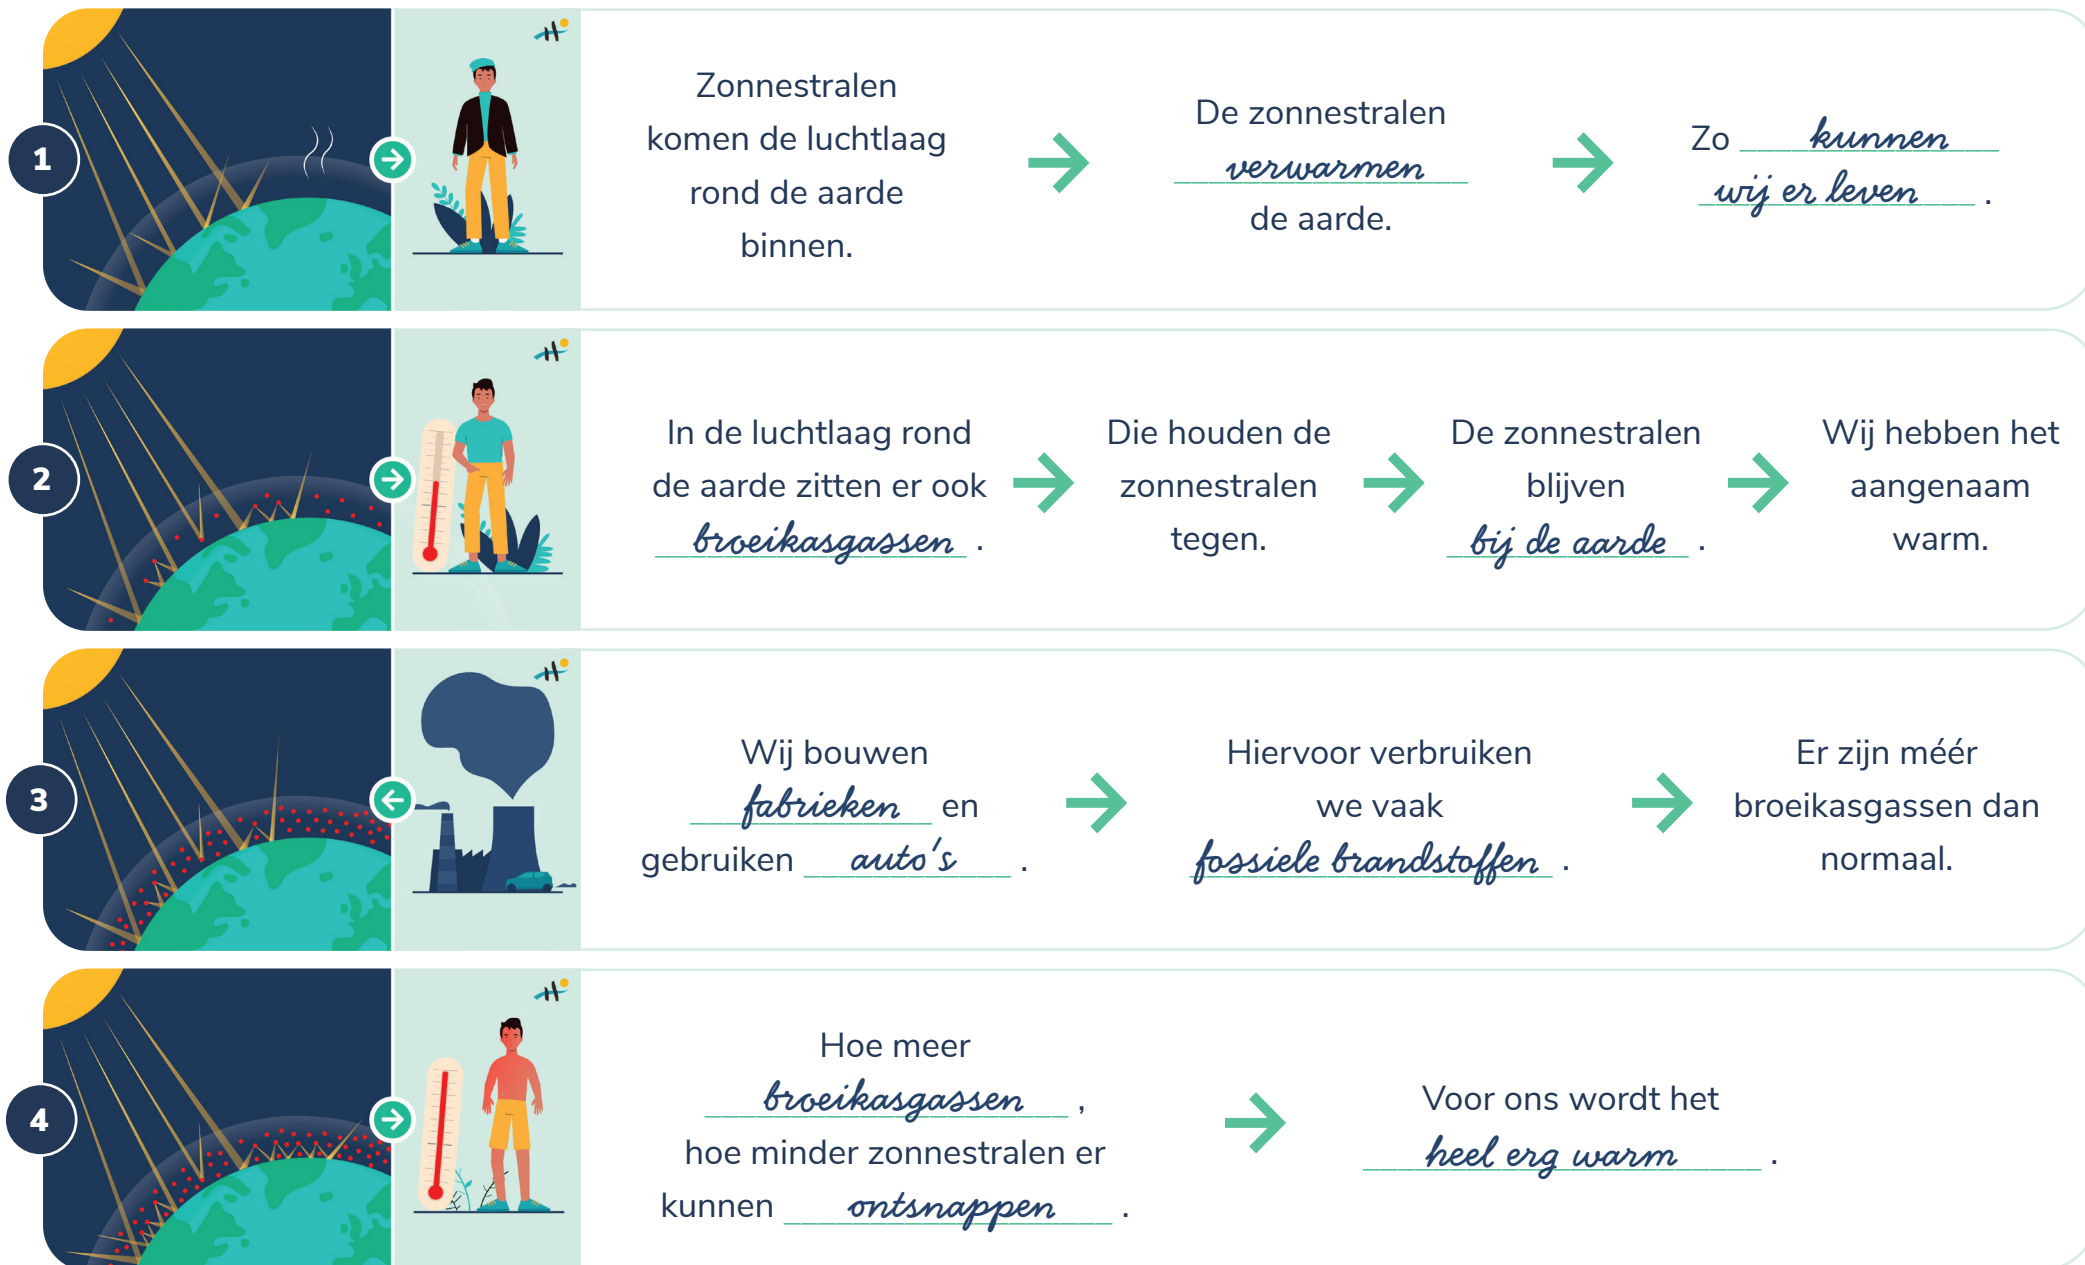 1
Zonnestralen
komen de luchtlaag
rond de aarde
binnen.
De zonnestralen
verwarmen
de aarde.
Zo kunnen
wij er leven.
2
In de luchtlaag rond
de aarde zitten er ook
broeikasgassen.
Die houden de
zonnestralen
tegen.
De zonnestralen
blijven
bij de aarde.
Wij hebben het
aangenaam
warm.
3
Wij bouwen
fabrieken en
gebruiken auto's.
Hiervoor verbruiken
we vaak
fossiele brandstoffen.
Er zijn méér
broeikasgassen dan
normaal.
4
Hoe meer
broeikasgassen,
hoe minder zonnestralen er
kunnen ontsnappen.
Voor ons wordt het
heel erg warm.